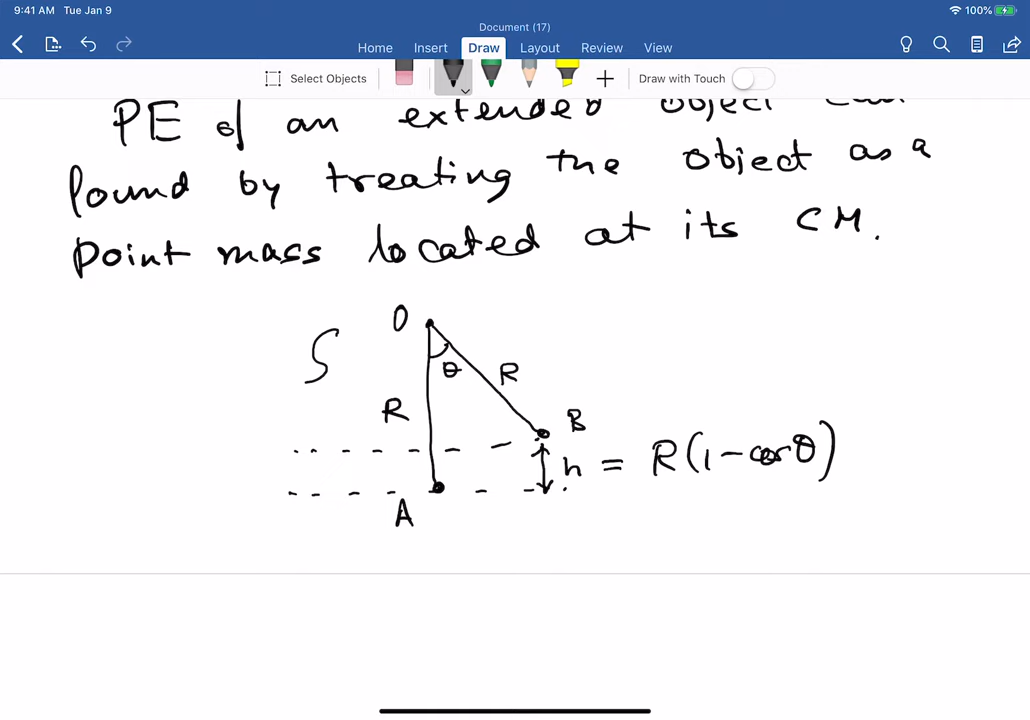 9:41 AM Tue Jan 9
100%
Document (17)
Home Insert Draw Layout Review View
Select Objects
Draw with Touch
PE of an extended object can
found by treating the object as a
point mass located at its CM.
O
S
θ
R
R
B
h = R(1-cosθ)
A